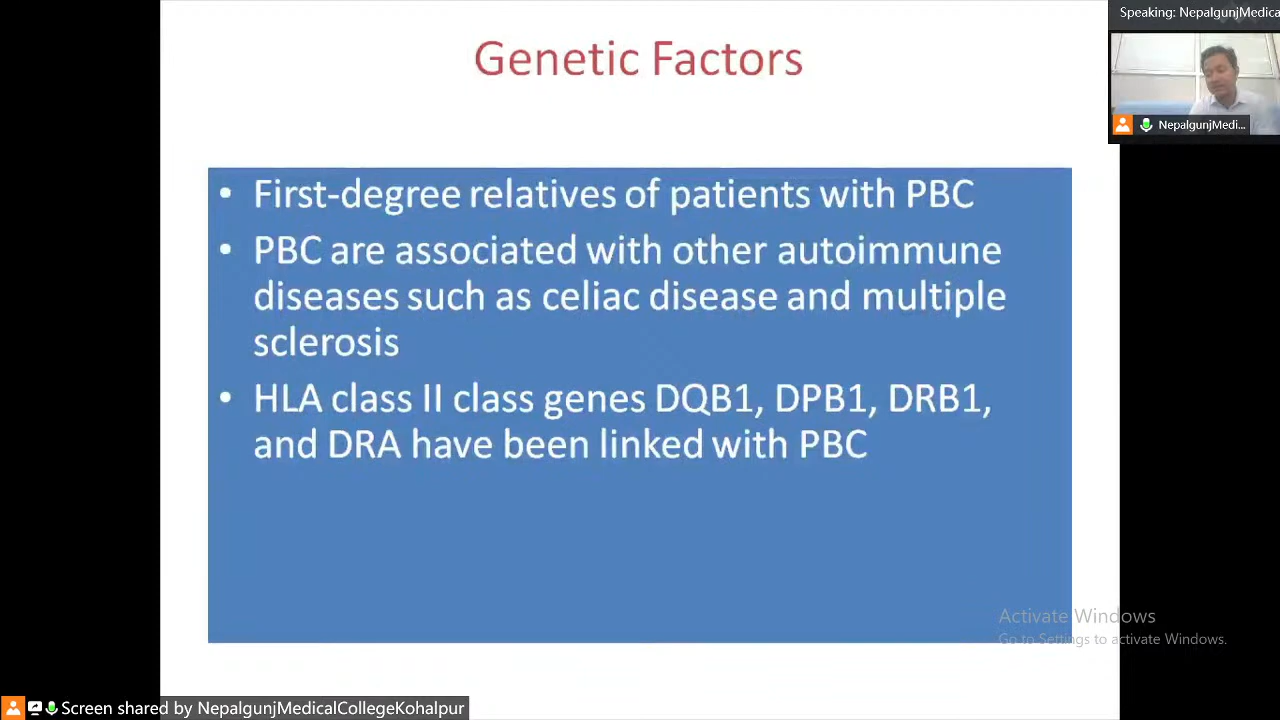 Speaking: NepalgunjMedica
Genetic Factors
NepalgunjMedi...
• First-degree relatives of patients with PBC
• PBC are associated with other autoimmune
diseases such as celiac disease and multiple
sclerosis
• HLA class II class genes DQB1, DPB1, DRB1,
and DRA have been linked with PBC
Activate Windows
Go to Settings to activate Windows.
Screen shared by NepalgunjMedicalCollegeKohalpur